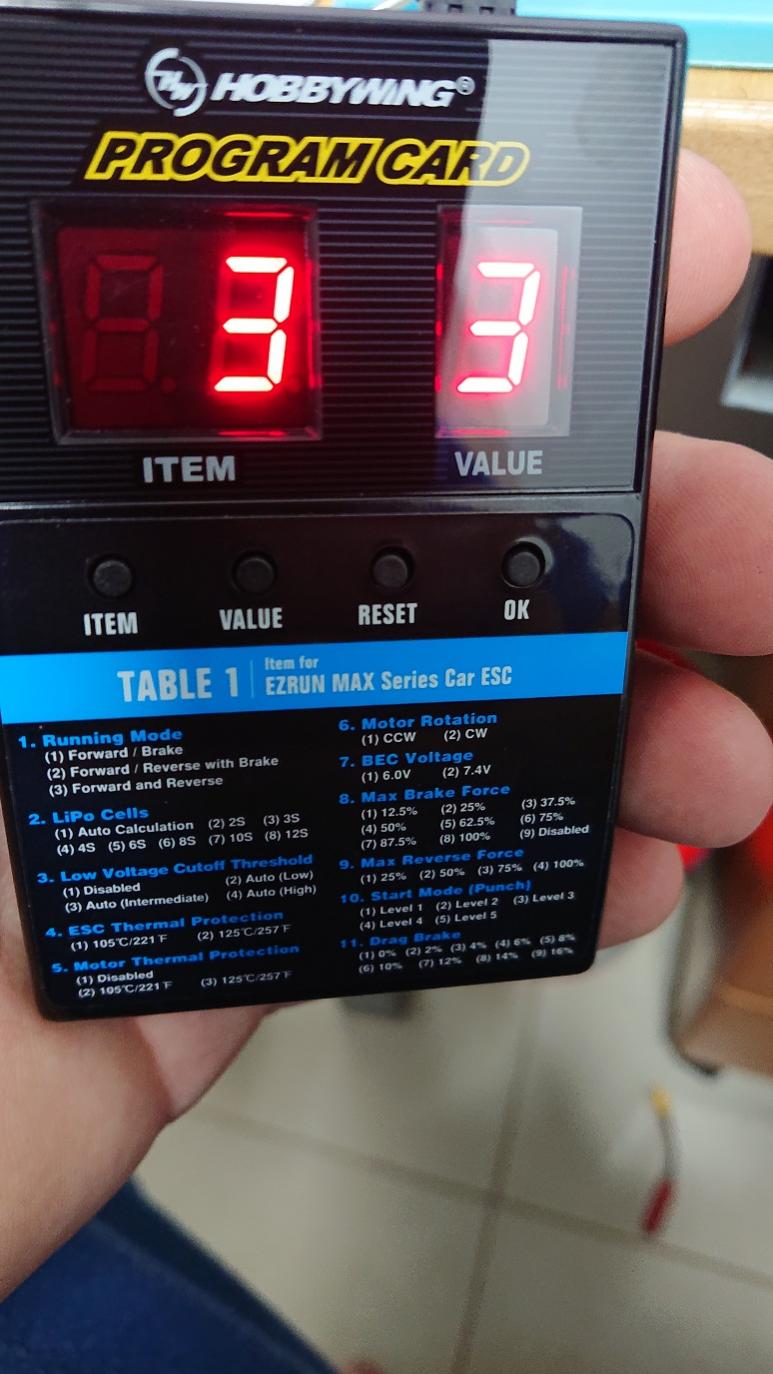 HW HOBBYWING®
PROGRAM CARD
3 3
ITEM VALUE
ITEM VALUE RESET OK
TABLE 1 Item for
EZRUN MAX Series Car ESC
1. Running Mode
(1) Forward / Brake
(2) Forward / Reverse with Brake
(3) Forward and Reverse
2. LiPo Cells
(1) Auto Calculation (2) 2S (3) 3S
(4) 4S (5) 6S (6) 8S (7) 10S (8) 12S
3. Low Voltage Cutoff Threshold
(1) Disabled (2) Auto (Low)
(3) Auto (Intermediate) (4) Auto (High)
4. ESC Thermal Protection
(1) 105℃/221℉ (2) 125℃/257℉
5. Motor Thermal Protection
(1) Disabled
(2) 105℃/221℉ (3) 125℃/257℉
6. Motor Rotation
(1) CCW (2) CW
7. BEC Voltage
(1) 6.0V (2) 7.4V
8. Max Brake Force
(1) 12.5% (2) 25% (3) 37.5%
(4) 50% (5) 62.5% (6) 75%
(7) 87.5% (8) 100% (9) Disabled
9. Max Reverse Force
(1) 25% (2) 50% (3) 75% (4) 100%
10. Start Mode (Punch)
(1) Level 1 (2) Level 2 (3) Level 3
(4) Level 4 (5) Level 5
11. Drag Brake
(1) 0% (2) 2% (3) 4% (4) 6% (5) 8%
(6) 10% (7) 12% (8) 14% (9) 16%